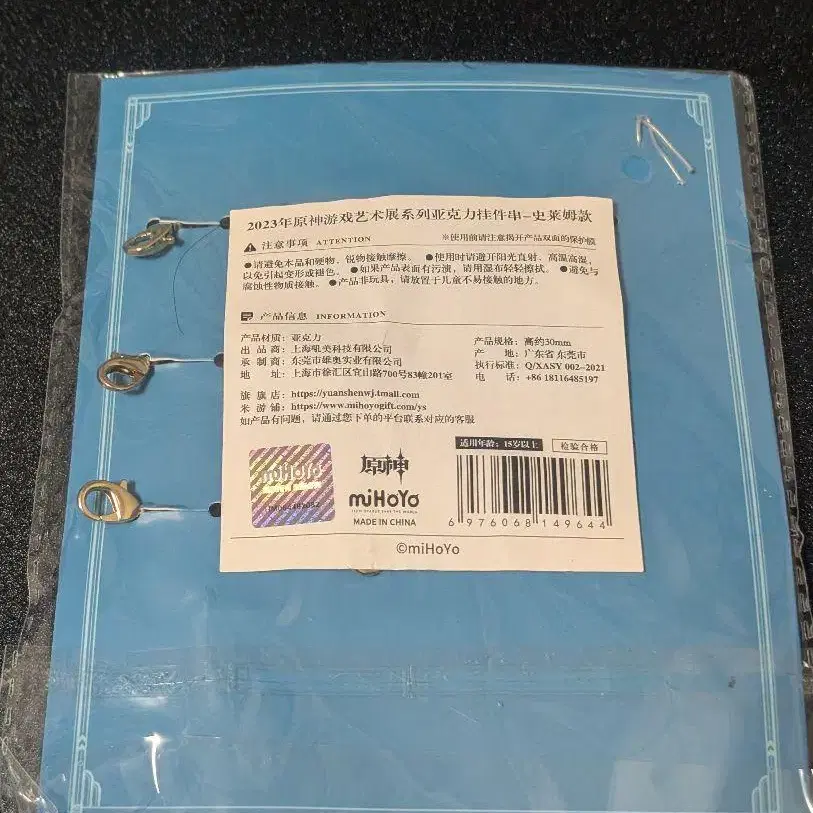 2023年原神游戏艺术展系列亚克力挂件串-史莱姆款
注意事项 ATTENTION
※使用前请注意揭开产品双面的保护膜
●请避免本品和硬物、锐物接触摩擦。 ●使用时请避开阳光直射、高温高湿,
以免引起变形或褪色。 ●如果产品表面有污渍,请用湿布轻轻擦拭。 ●避免与
腐蚀性物质接触。 ●产品非玩具,请放置于儿童不易接触的地方。
产品信息 INFORMATION
产品材质:亚克力
出 品 商:上海吼美科技有限公司
承 制 商:东莞市雄奥实业有限公司
地 址:上海市徐汇区宜山路700号83幢201室
产品规格:高约30mm
产 地:广东省 东莞市
执行标准:Q/XASY 002-2021
电 话:+86 18116485197
旗 旗 店:https://yuanshenwj.tmall.com
米 游 铺:https://www.mihoyogift.com/ys
如产品有问题,请通过您下单的平台联系对应的客服
miHoYo
原神
miHoYo
TECH OTAKUS SAVE THE WORLD
MADE IN CHINA
适用年龄:15岁以上
检验合格
6 976068 149644
©miHoYo